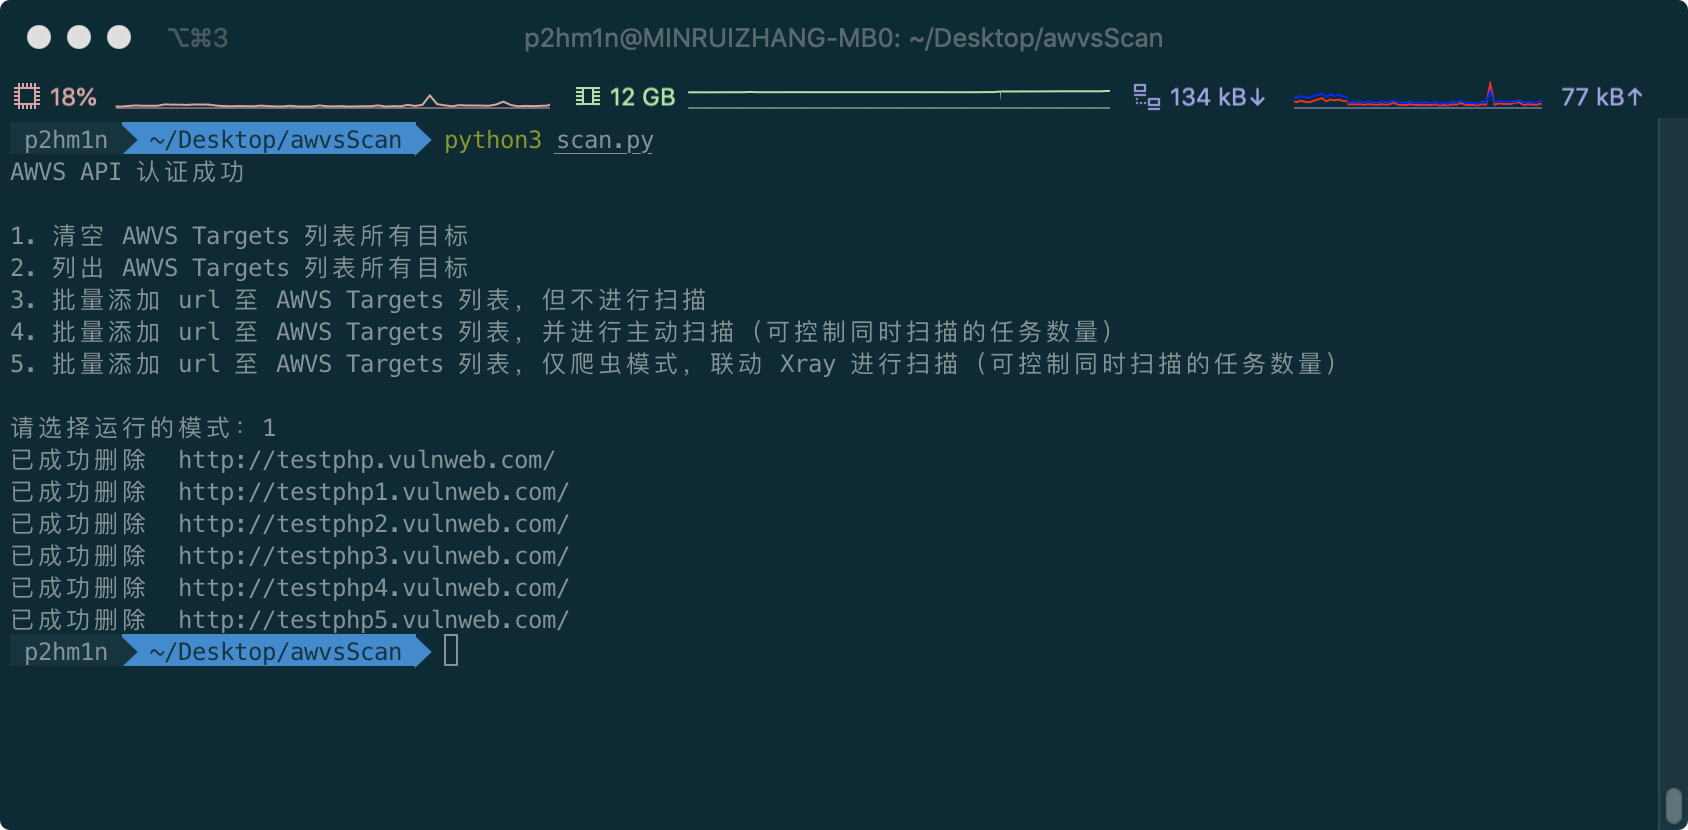 ⌥⌘3 p2hm1n@MINRUIZHANG-MB0: ~/Desktop/awvsScan
18% 12 GB 134 kB↓ 77 kB↑
p2hm1n ~/Desktop/awvsScan python3 scan.py
AWVS API 认证成功
1. 清空 AWVS Targets 列表所有目标
2. 列出 AWVS Targets 列表所有目标
3. 批量添加 url 至 AWVS Targets 列表，但不进行扫描
4. 批量添加 url 至 AWVS Targets 列表，并进行主动扫描（可控制同时扫描的任务数量）
5. 批量添加 url 至 AWVS Targets 列表，仅爬虫模式，联动 Xray 进行扫描（可控制同时扫描的任务数量）
请选择运行的模式：1
已成功删除  http://testphp.vulnweb.com/
已成功删除  http://testphp1.vulnweb.com/
已成功删除  http://testphp2.vulnweb.com/
已成功删除  http://testphp3.vulnweb.com/
已成功删除  http://testphp4.vulnweb.com/
已成功删除  http://testphp5.vulnweb.com/
p2hm1n ~/Desktop/awvsScan